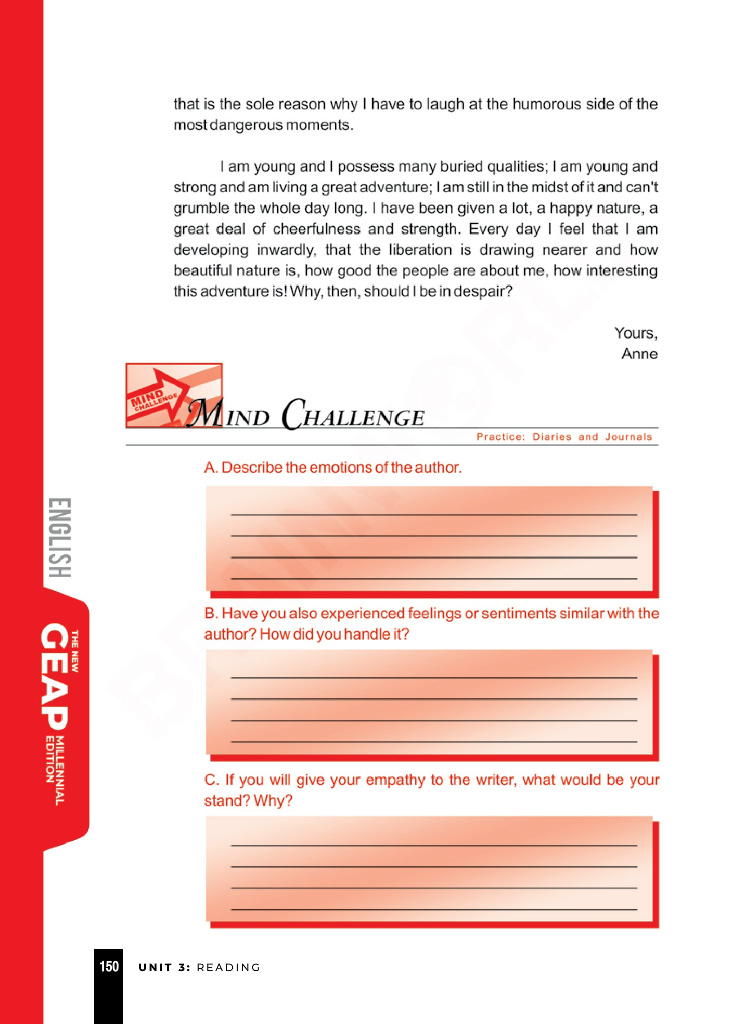 that is the sole reason why I have to laugh at the humorous side of the
most dangerous moments.
I am young and I possess many buried qualities; I am young and
strong and am living a great adventure; I am still in the midst of it and can't
grumble the whole day long. I have been given a lot, a happy nature, a
great deal of cheerfulness and strength. Every day I feel that I am
developing inwardly, that the liberation is drawing nearer and how
beautiful nature is, how good the people are about me, how interesting
this adventure is! Why, then, should I be in despair?
Yours,
Anne
MIND
CHALLENGE
MIND CHALLENGE
Practice: Diaries and Journals
A. Describe the emotions of the author.
B. Have you also experienced feelings or sentiments similar with the
author? How did you handle it?
C. If you will give your empathy to the writer, what would be your
stand? Why?
ENGLISH
THE NEW
GEAP
MILLENNIAL
EDITION
150 UNIT 3: READING